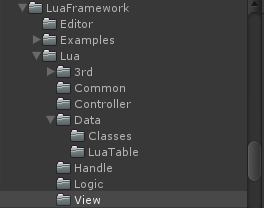 LuaFramework
Editor
Examples
Lua
3rd
Common
Controller
Data
Classes
LuaTable
Handle
Logic
View